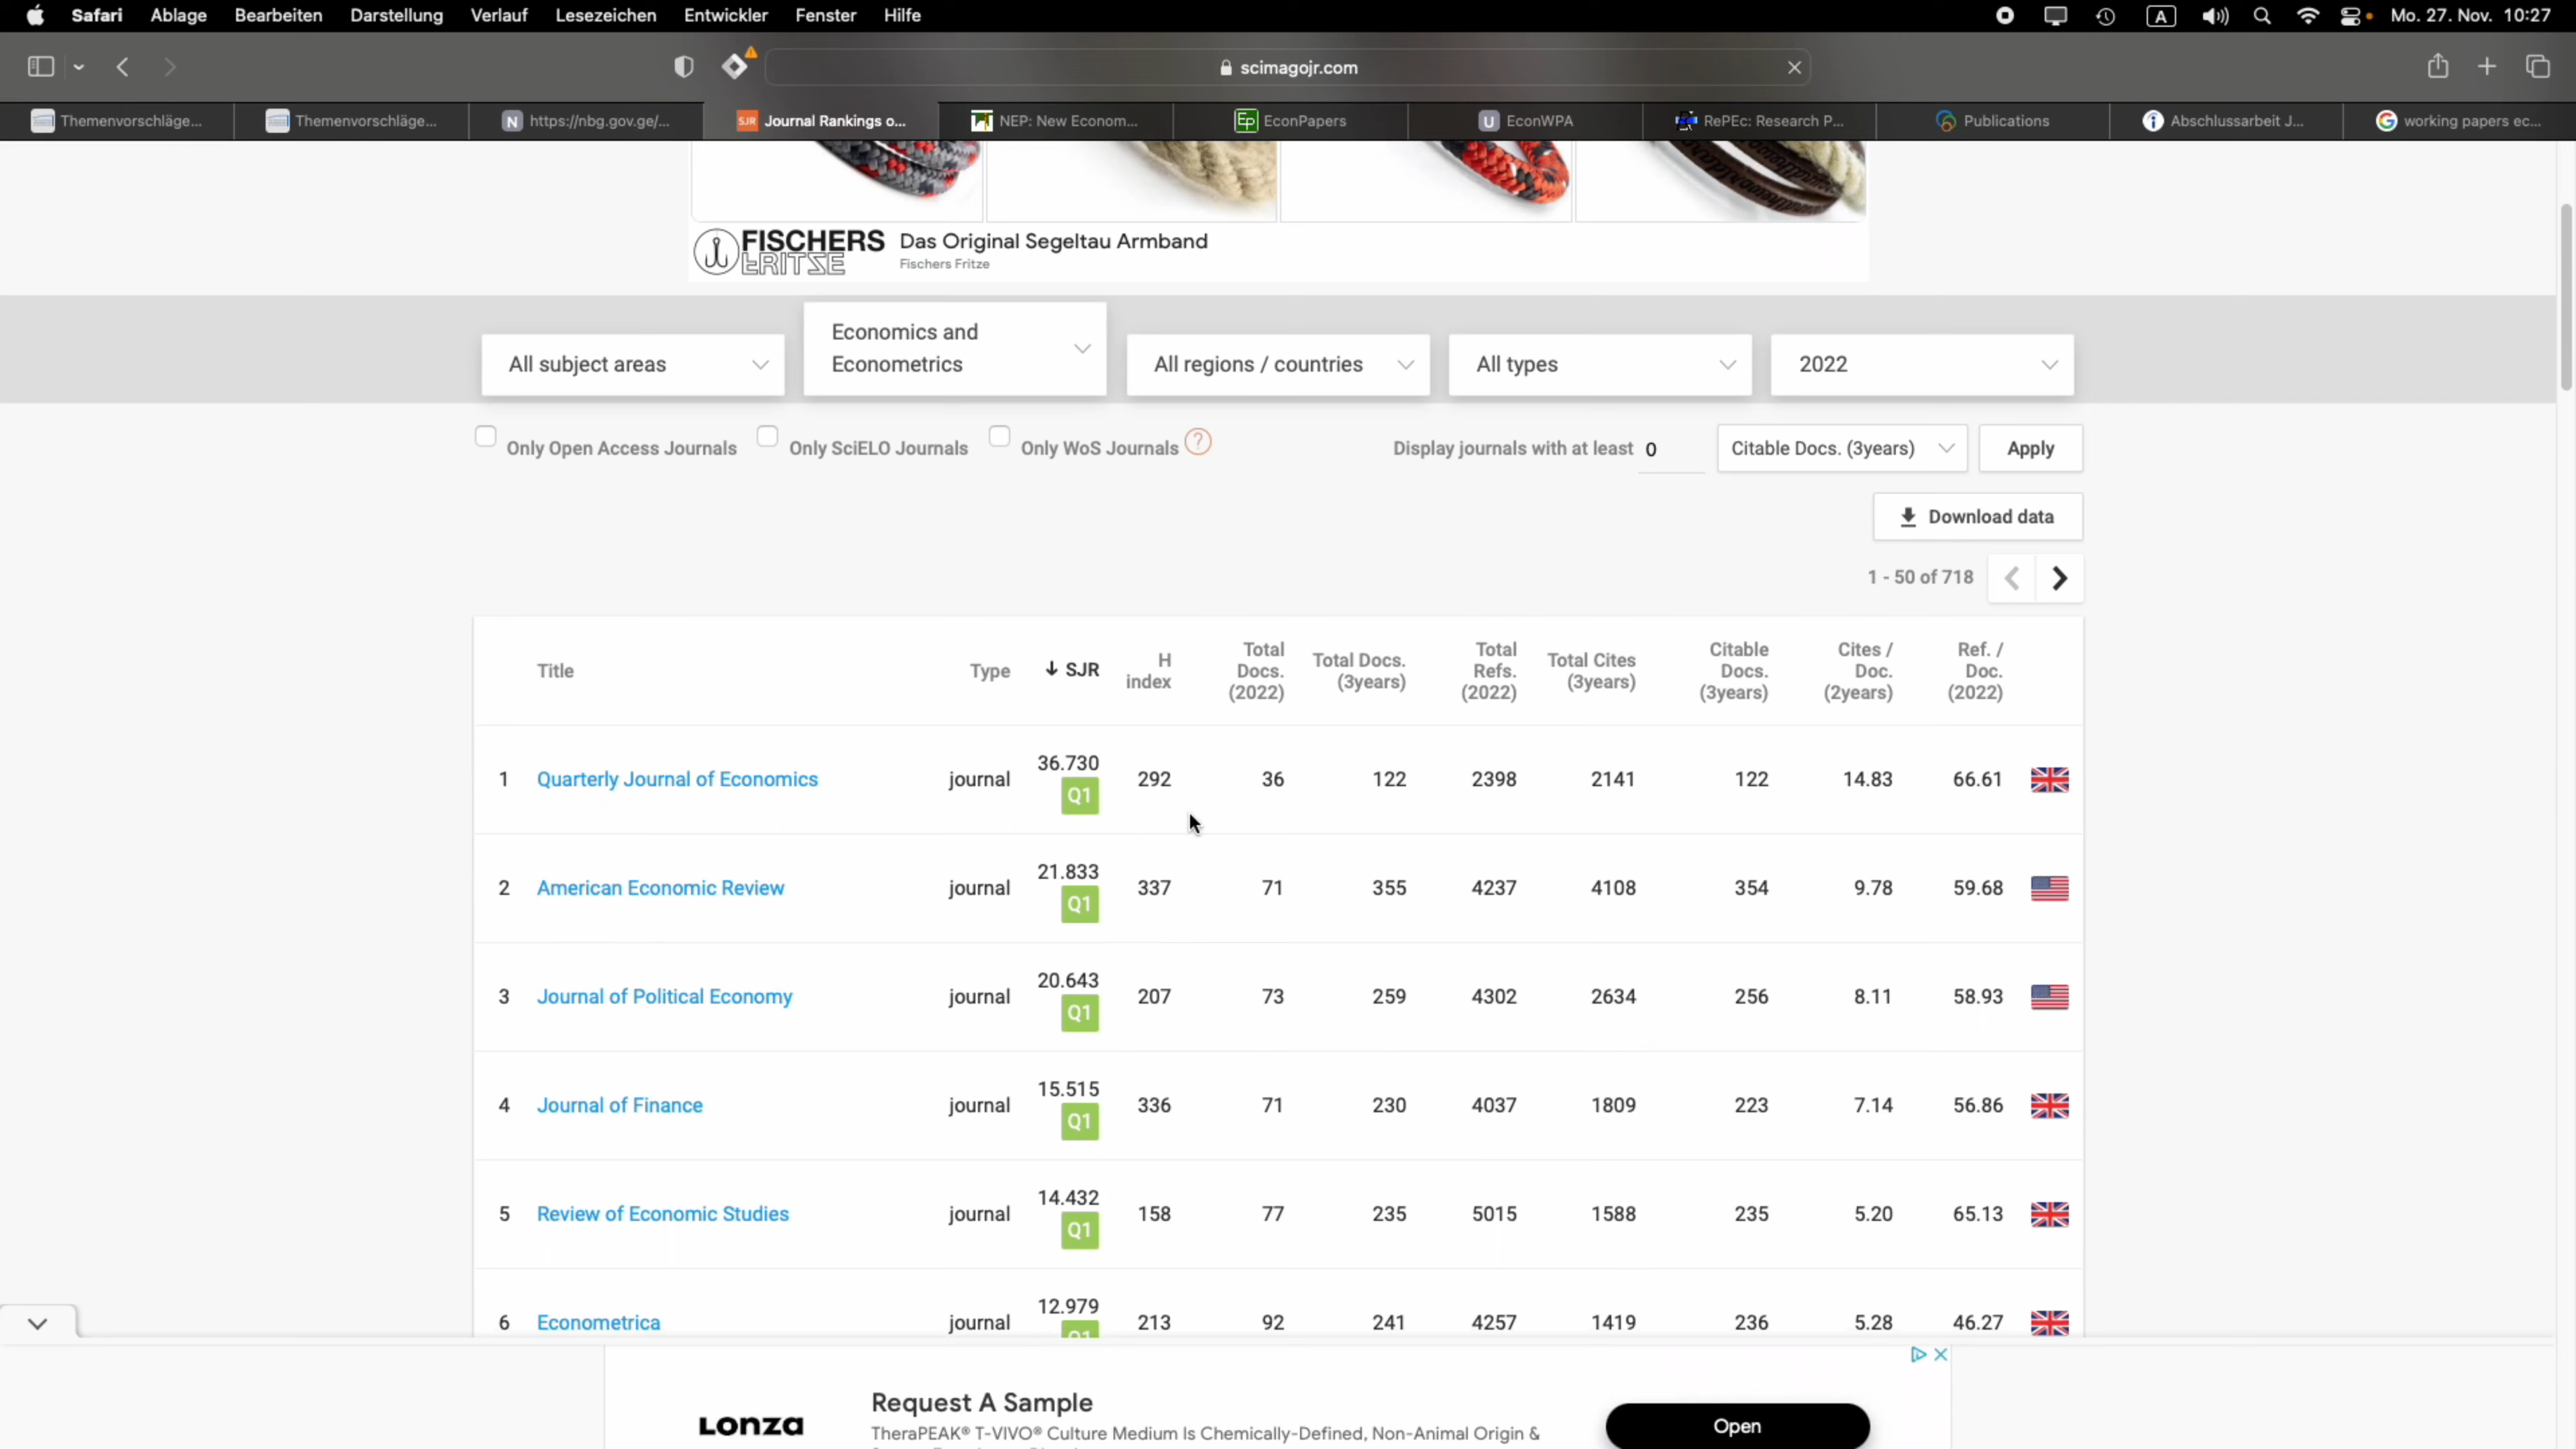 Safari Ablage Bearbeiten Darstellung Verlauf Lesezeichen Entwickler Fenster Hilfe A Mo. 27. Nov. 10:27
scimagojr.com
Themenvorschläge... Themenvorschläge... N https://nbg.gov.ge/... SJR Journal Rankings o... NEP: New Econom... Ep EconPapers U EconWPA RePEc: Research P... Publications Abschlussarbeit J... working papers ec...
FISCHERS Das Original Segeltau Armband
FRITZE Fischers Fritze
All subject areas Economics and Econometrics All regions / countries All types 2022
Only Open Access Journals Only SciELO Journals Only WoS Journals ? Display journals with at least 0 Citable Docs. (3years) Apply
Download data
1 - 50 of 718
Title Type SJR H index Total Docs. (2022) Total Docs. (3years) Total Refs. (2022) Total Cites (3years) Citable Docs. (3years) Cites / Doc. (2years) Ref. / Doc. (2022)
1 Quarterly Journal of Economics journal 36.730 Q1 292 36 122 2398 2141 122 14.83 66.61
2 American Economic Review journal 21.833 Q1 337 71 355 4237 4108 354 9.78 59.68
3 Journal of Political Economy journal 20.643 Q1 207 73 259 4302 2634 256 8.11 58.93
4 Journal of Finance journal 15.515 Q1 336 71 230 4037 1809 223 7.14 56.86
5 Review of Economic Studies journal 14.432 Q1 158 77 235 5015 1588 235 5.20 65.13
6 Econometrica journal 12.979 Q1 213 92 241 4257 1419 236 5.28 46.27
Request A Sample
Lonza TheraPEAK® T-VIVO® Culture Medium Is Chemically-Defined, Non-Animal Origin & Open